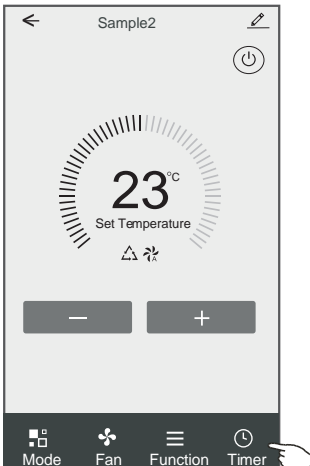 Sample2
23°C
Set Temperature
A
− +
Mode Fan Function Timer